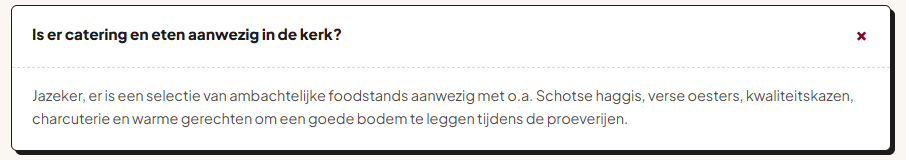 Is er catering en eten aanwezig in de kerk?
Jazeker, er is een selectie van ambachtelijke foodstands aanwezig met o.a. Schotse haggis, verse oesters, kwaliteitskazen,
charcuterie en warme gerechten om een goede bodem te leggen tijdens de proeverijen.